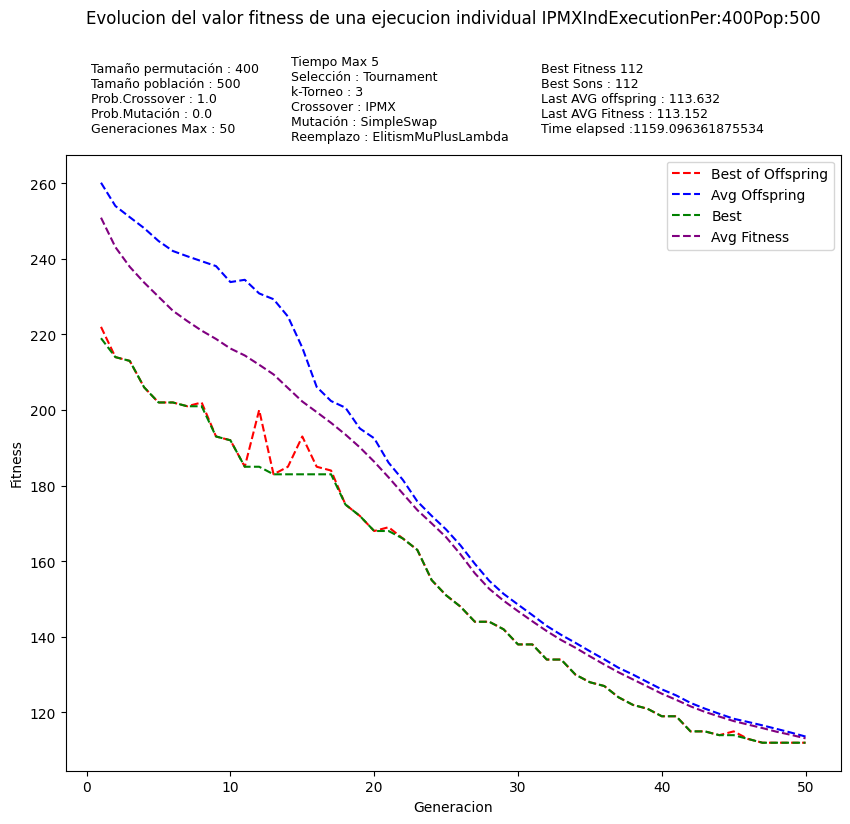 Evolucion del valor fitness de una ejecucion individual IPMXIndExecutionPer:400Pop:500
Tamaño permutación : 400
Tamaño población : 500
Prob.Crossover : 1.0
Prob.Mutación : 0.0
Generaciones Max : 50
Tiempo Max 5
Selección : Tournament
k-Torneo : 3
Crossover : IPMX
Mutación : SimpleSwap
Reemplazo : ElitismMuPlusLambda
Best Fitness 112
Best Sons : 112
Last AVG offspring : 113.632
Last AVG Fitness : 113.152
Time elapsed :1159.096361875534
Best of Offspring
Avg Offspring
Best
Avg Fitness
Fitness
260
240
220
200
180
160
140
120
0 10 20 30 40 50
Generacion